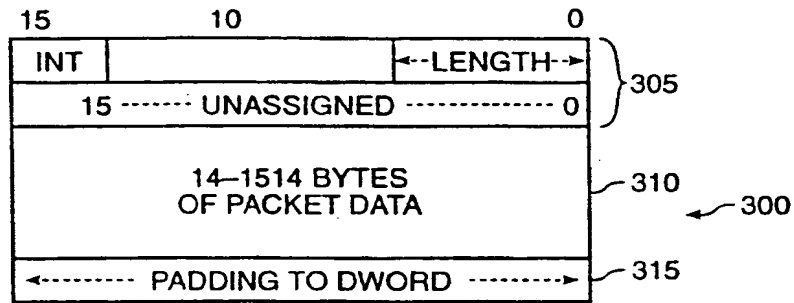 15 10 0
INT LENGTH 305
15 UNASSIGNED 0
14–1514 BYTES
OF PACKET DATA 310
300
PADDING TO DWORD 315